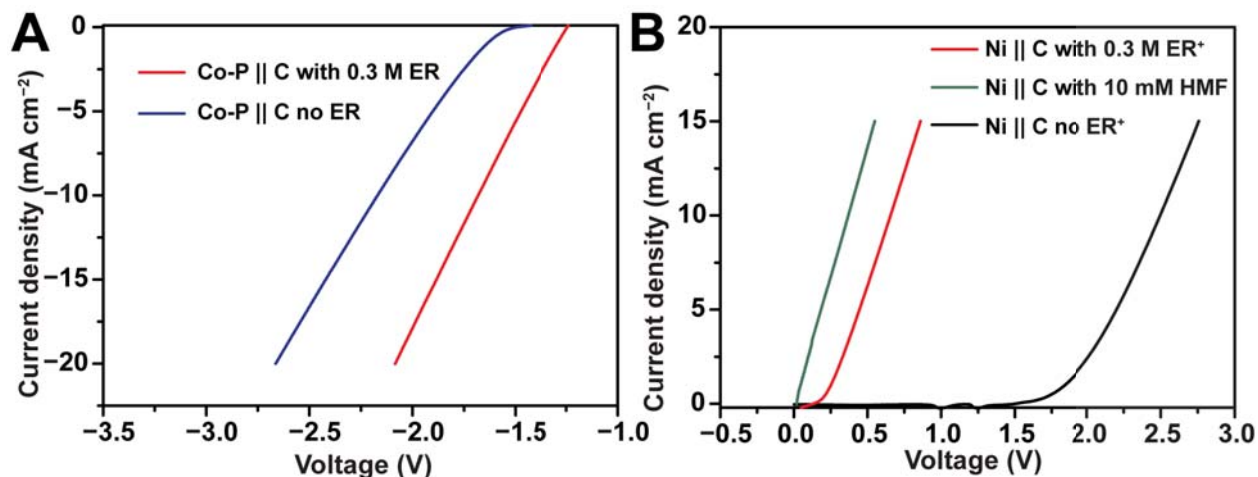 A
Co-P || C with 0.3 M ER
Co-P || C no ER
Current density (mA cm⁻²)
0
−5
−10
−15
−20
−3.5 −3.0 −2.5 −2.0 −1.5 −1.0
Voltage (V)
B
Ni || C with 0.3 M ER⁺
Ni || C with 10 mM HMF
Ni || C no ER⁺
Current density (mA cm⁻²)
20
15
10
5
0
−0.5 0.0 0.5 1.0 1.5 2.0 2.5 3.0
Voltage (V)